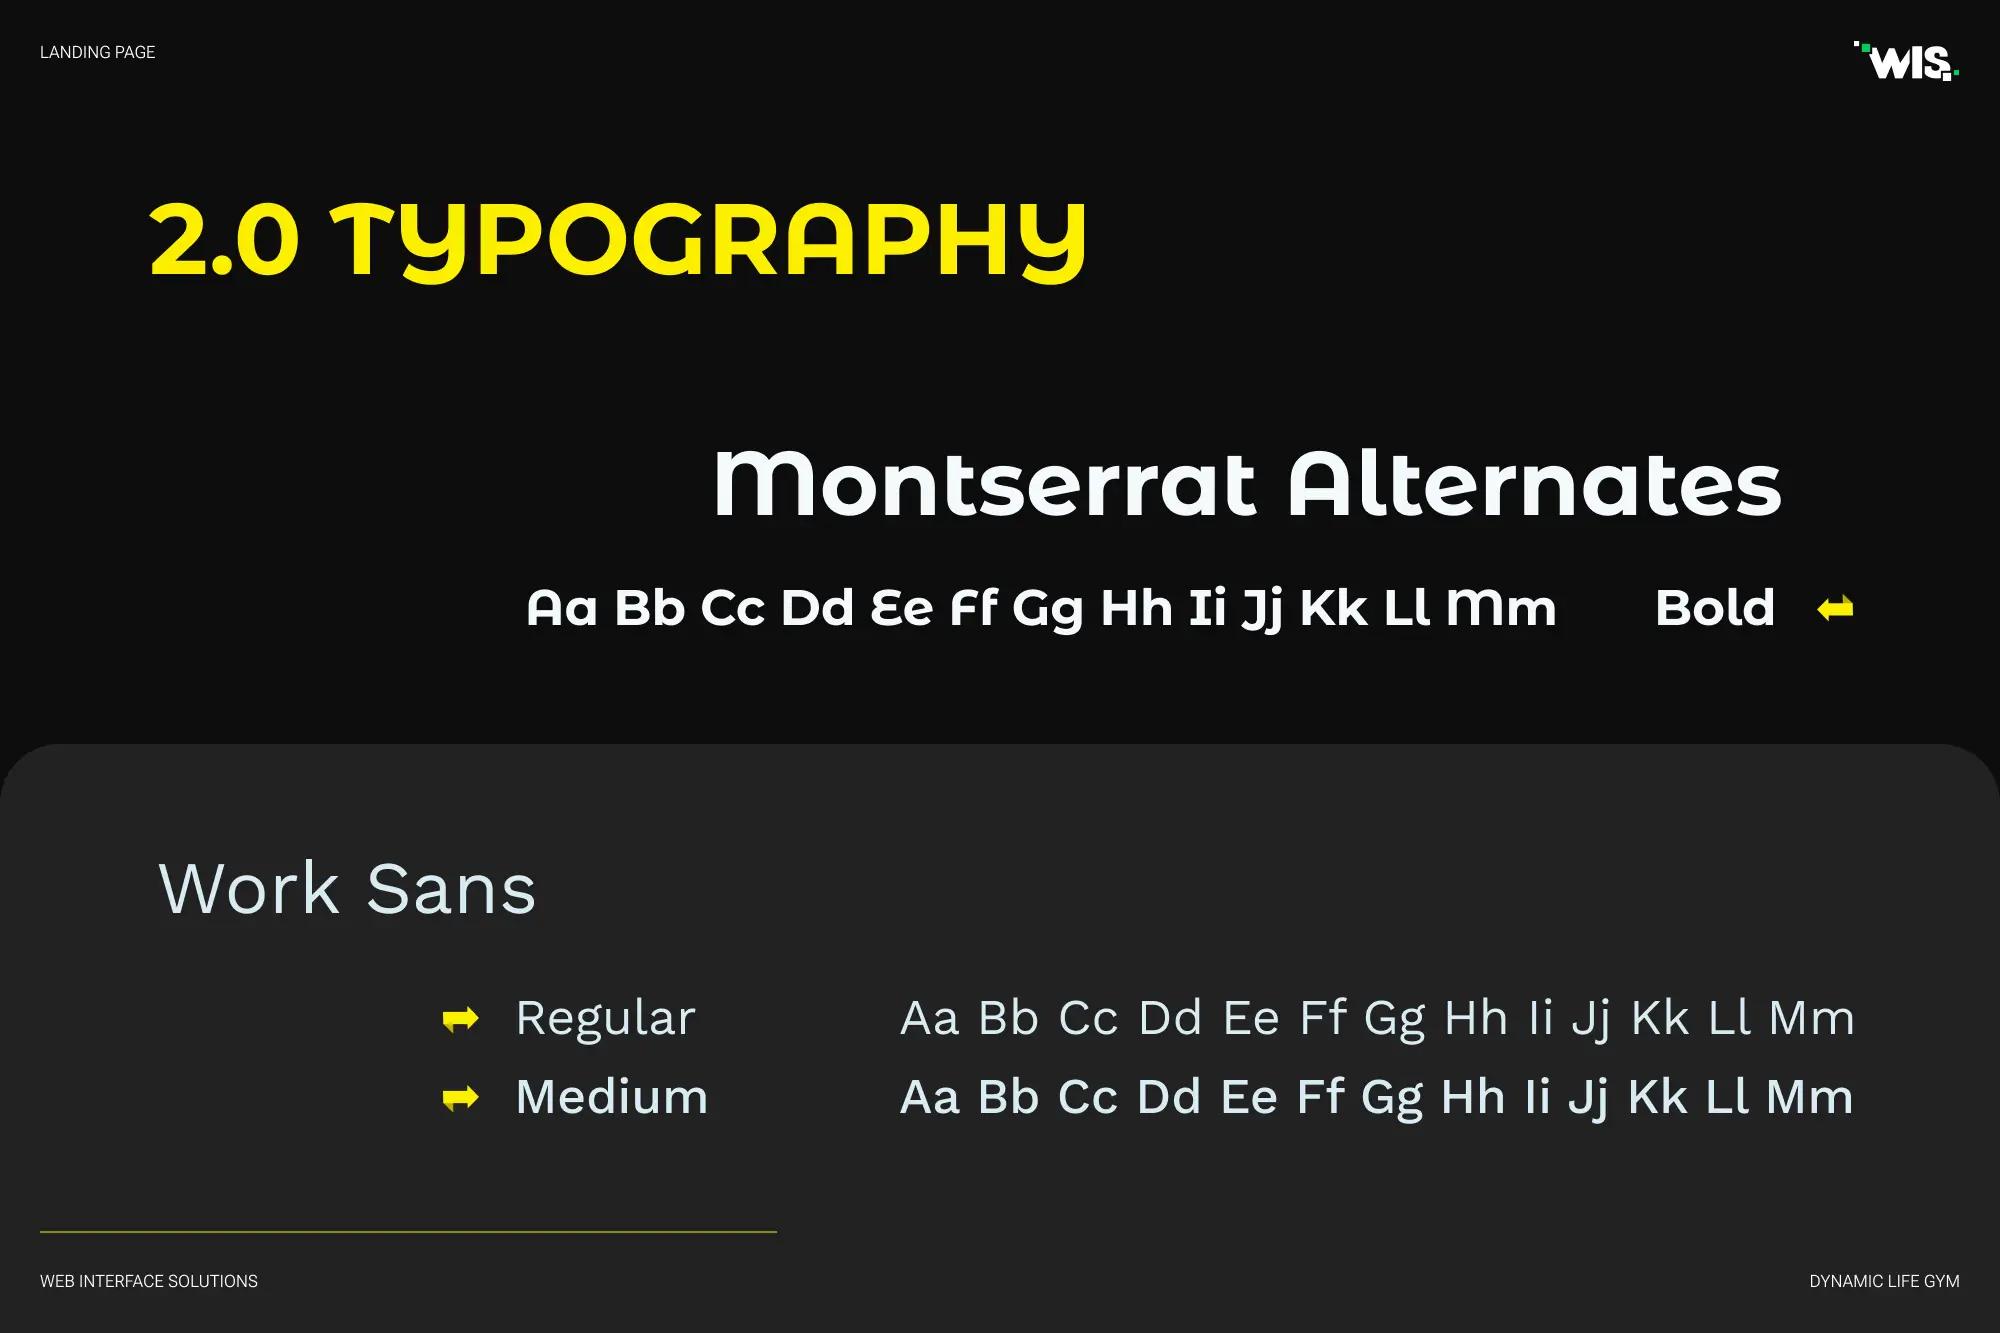 LANDING PAGE
WIS.
2.0 TYPOGRAPHY
Montserrat Alternates
Aa Bb Cc Dd Ee Ff Gg Hh Ii Jj Kk Ll Mm Bold
Work Sans
Regular Aa Bb Cc Dd Ee Ff Gg Hh Ii Jj Kk Ll Mm
Medium Aa Bb Cc Dd Ee Ff Gg Hh Ii Jj Kk Ll Mm
WEB INTERFACE SOLUTIONS
DYNAMIC LIFE GYM